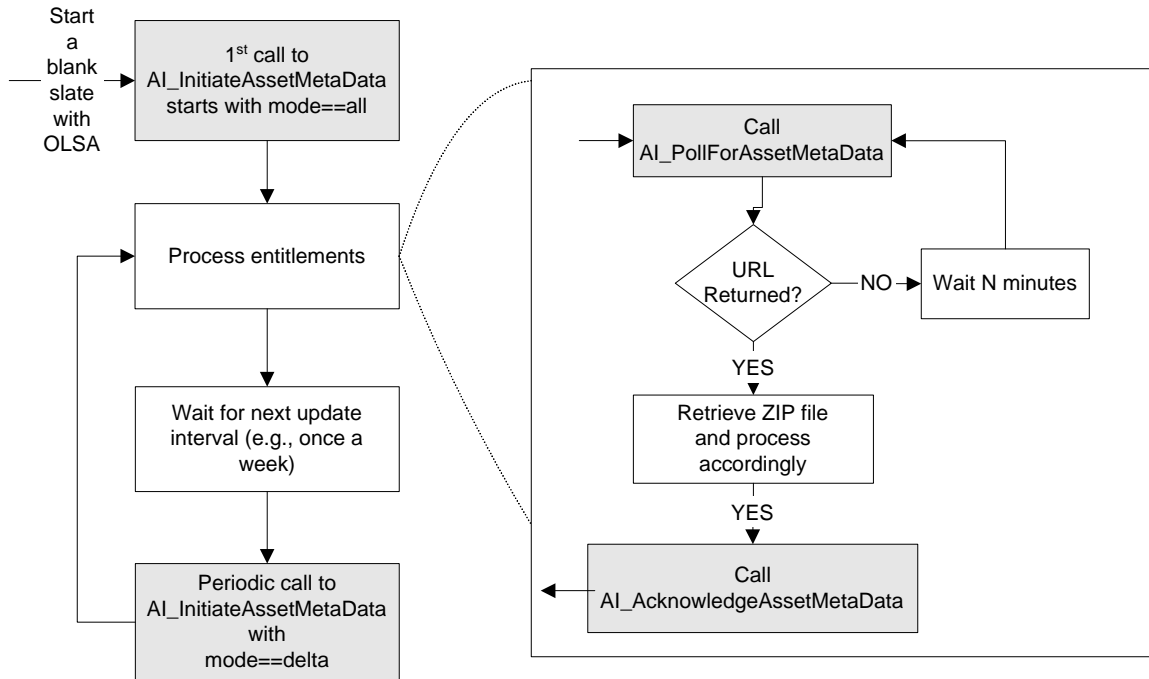 Start
a
blank
slate
with
OLSA
1st call to
AI_InitiateAssetMetaData
starts with mode==all
Process entitlements
Wait for next update
interval (e.g., once a
week)
Periodic call to
AI_InitiateAssetMetaData
with
mode==delta
Call
AI_PollForAssetMetaData
URL
Returned?
NO
Wait N minutes
YES
Retrieve ZIP file
and process
accordingly
YES
Call
AI_AcknowledgeAssetMetaData